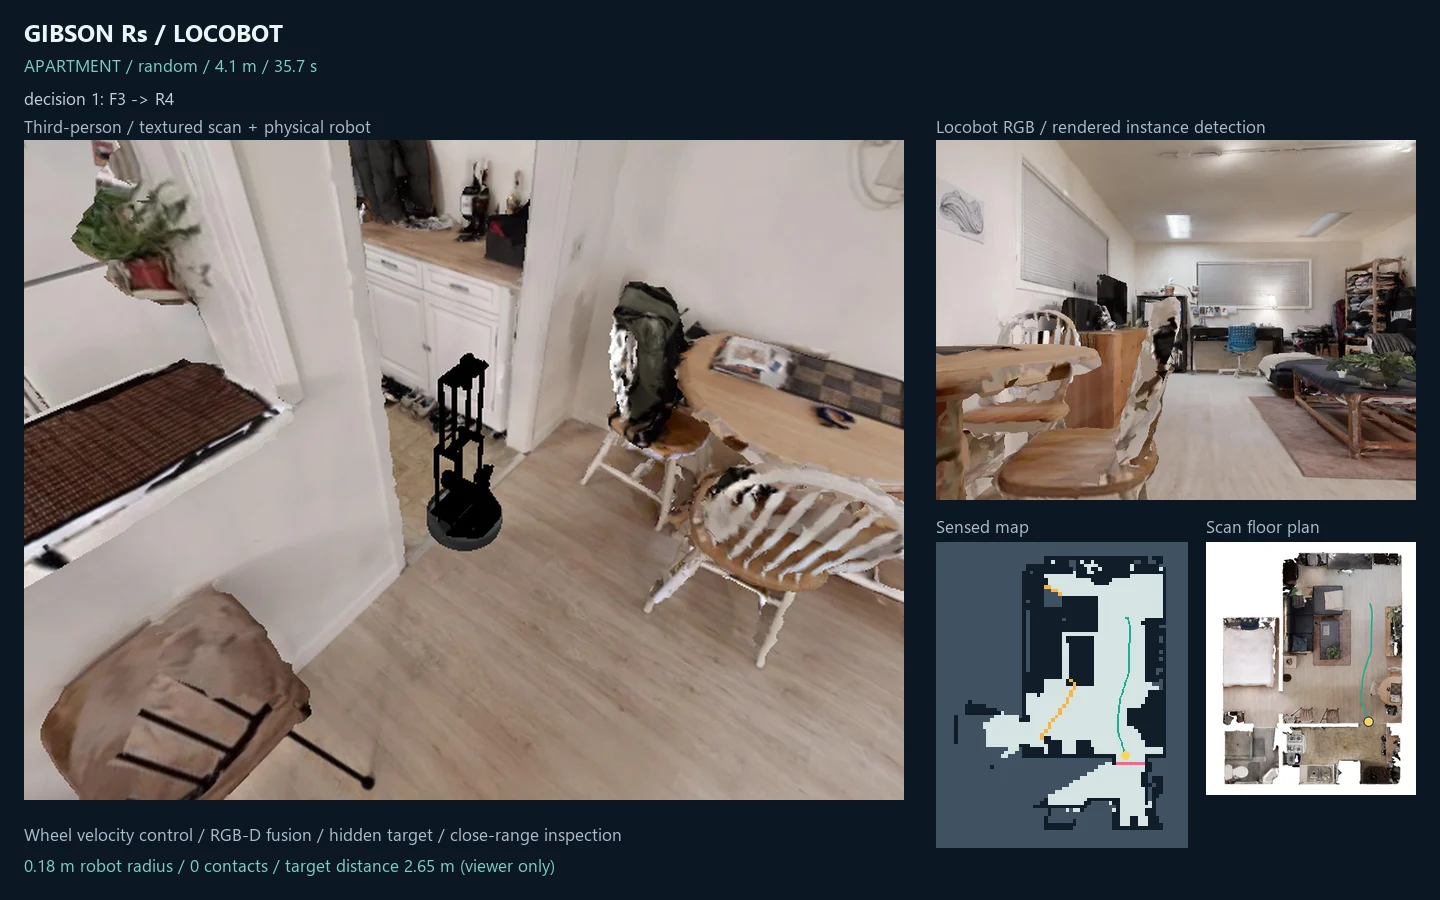 GIBSON Rs / LOCOBOT
APARTMENT / random / 4.1 m / 35.7 s
decision 1: F3 -> R4
Third-person / textured scan + physical robot
Locobot RGB / rendered instance detection
Sensed map
Scan floor plan
Wheel velocity control / RGB-D fusion / hidden target / close-range inspection
0.18 m robot radius / 0 contacts / target distance 2.65 m (viewer only)